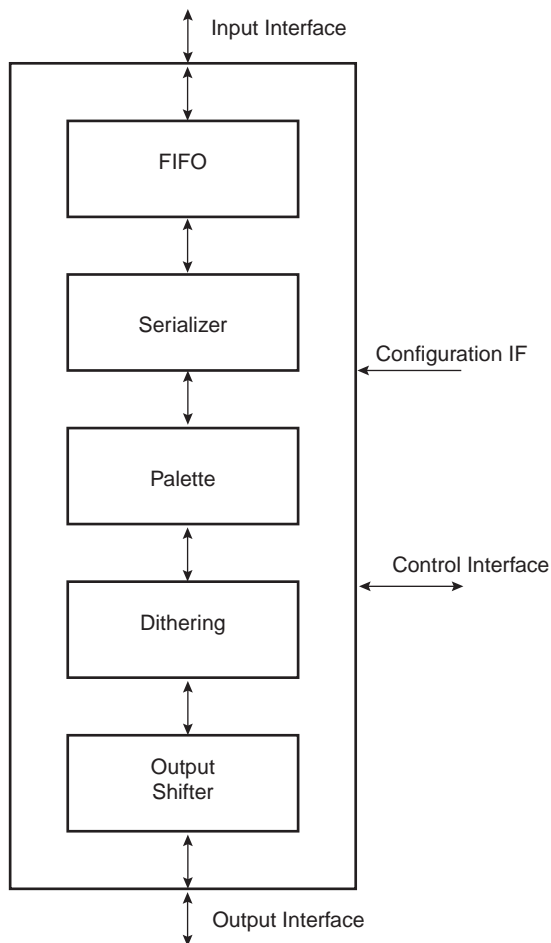 Input Interface
FIFO
Serializer
Configuration IF
Palette
Control Interface
Dithering
Output
Shifter
Output Interface